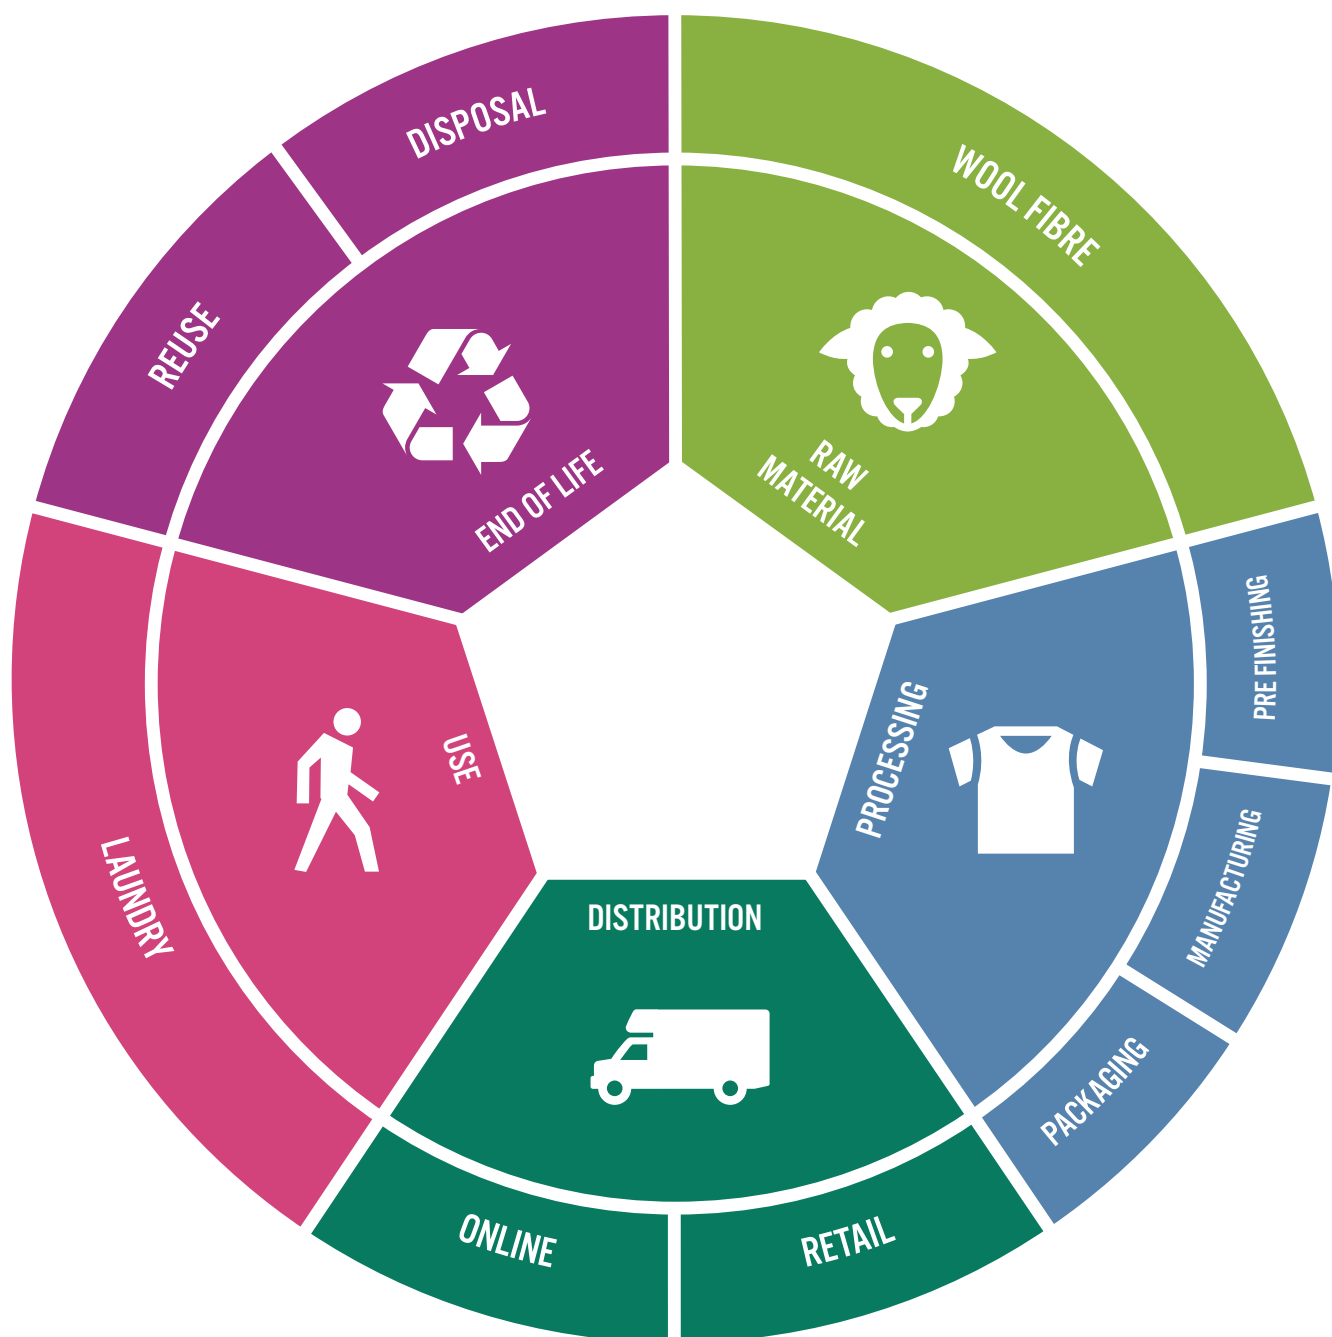 WOOL FIBRE
RAW
MATERIAL
PRE FINISHING
MANUFACTURING
PACKAGING
PROCESSING
RETAIL
ONLINE
DISTRIBUTION
LAUNDRY
USE
REUSE
DISPOSAL
END OF LIFE